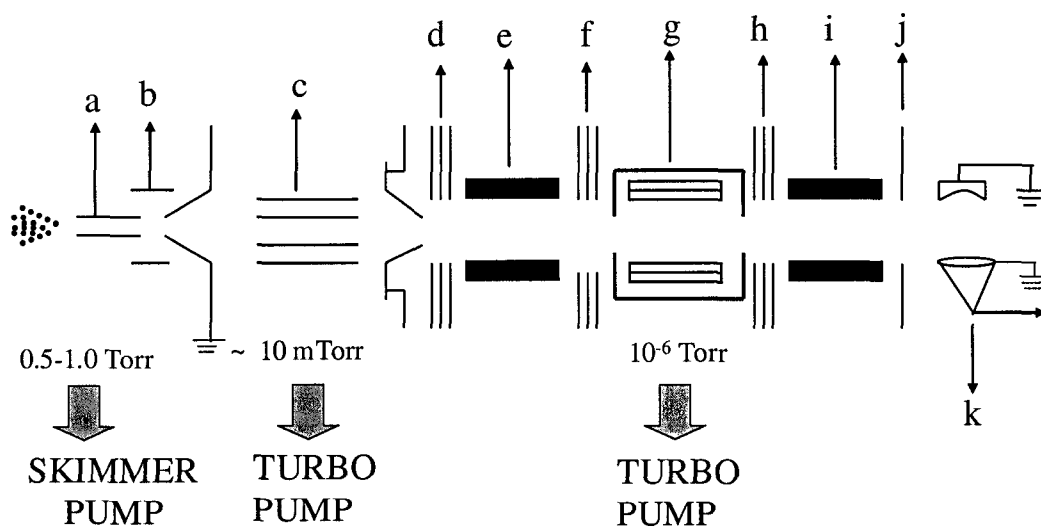 a
b
c
d
e
f
g
h
i
j
0.5-1.0 Torr
~ 10 mTorr
10-6 Torr
k
SKIMMER
PUMP
TURBO
PUMP
TURBO
PUMP